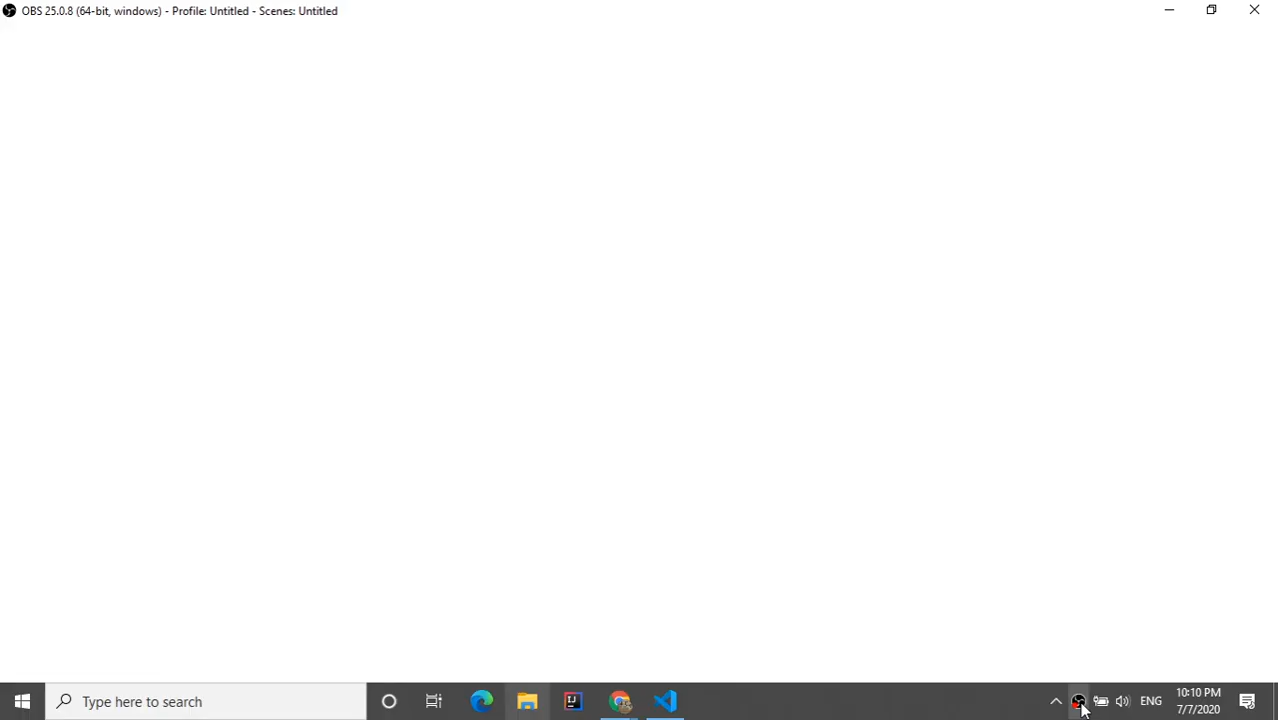 OBS 25.0.8 (64-bit, windows) - Profile: Untitled - Scenes: Untitled
Type here to search
ENG
10:10 PM
7/7/2020